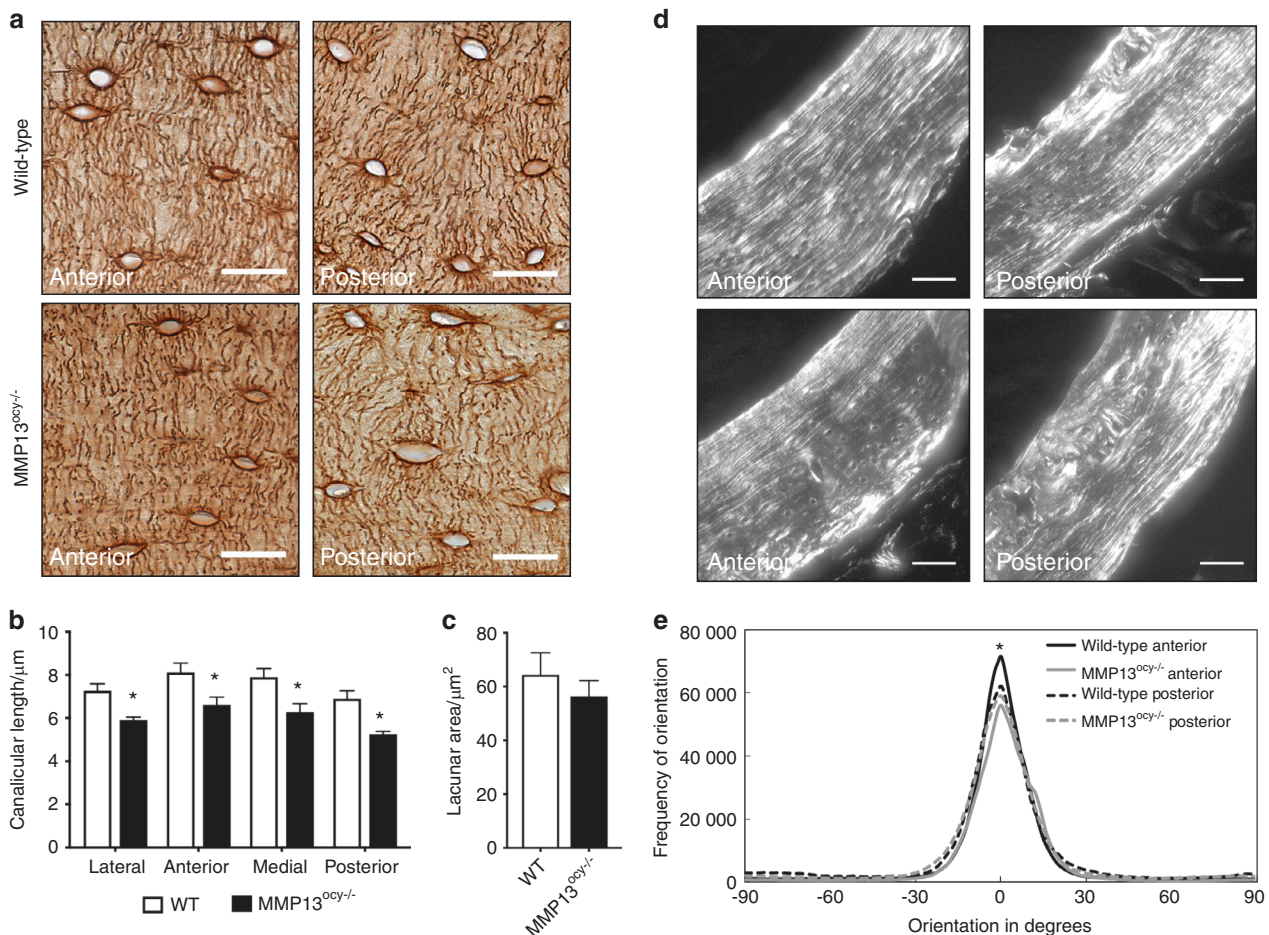 a
Wild-type
Anterior
Posterior
MMP13ocy-/-
Anterior
Posterior
b
Canalicular length/μm
10
8
6
4
2
0
* * * *
Lateral Anterior Medial Posterior
WT MMP13ocy-/-
c
Lacunar area/μm2
80
60
40
20
0
WT
MMP13ocy-/-
d
Anterior
Posterior
Anterior
Posterior
e
Frequency of orientation
80 000
60 000
40 000
20 000
0
*
Wild-type anterior
MMP13ocy-/- anterior
Wild-type posterior
MMP13ocy-/- posterior
-90 -60 -30 0 30 60 90
Orientation in degrees